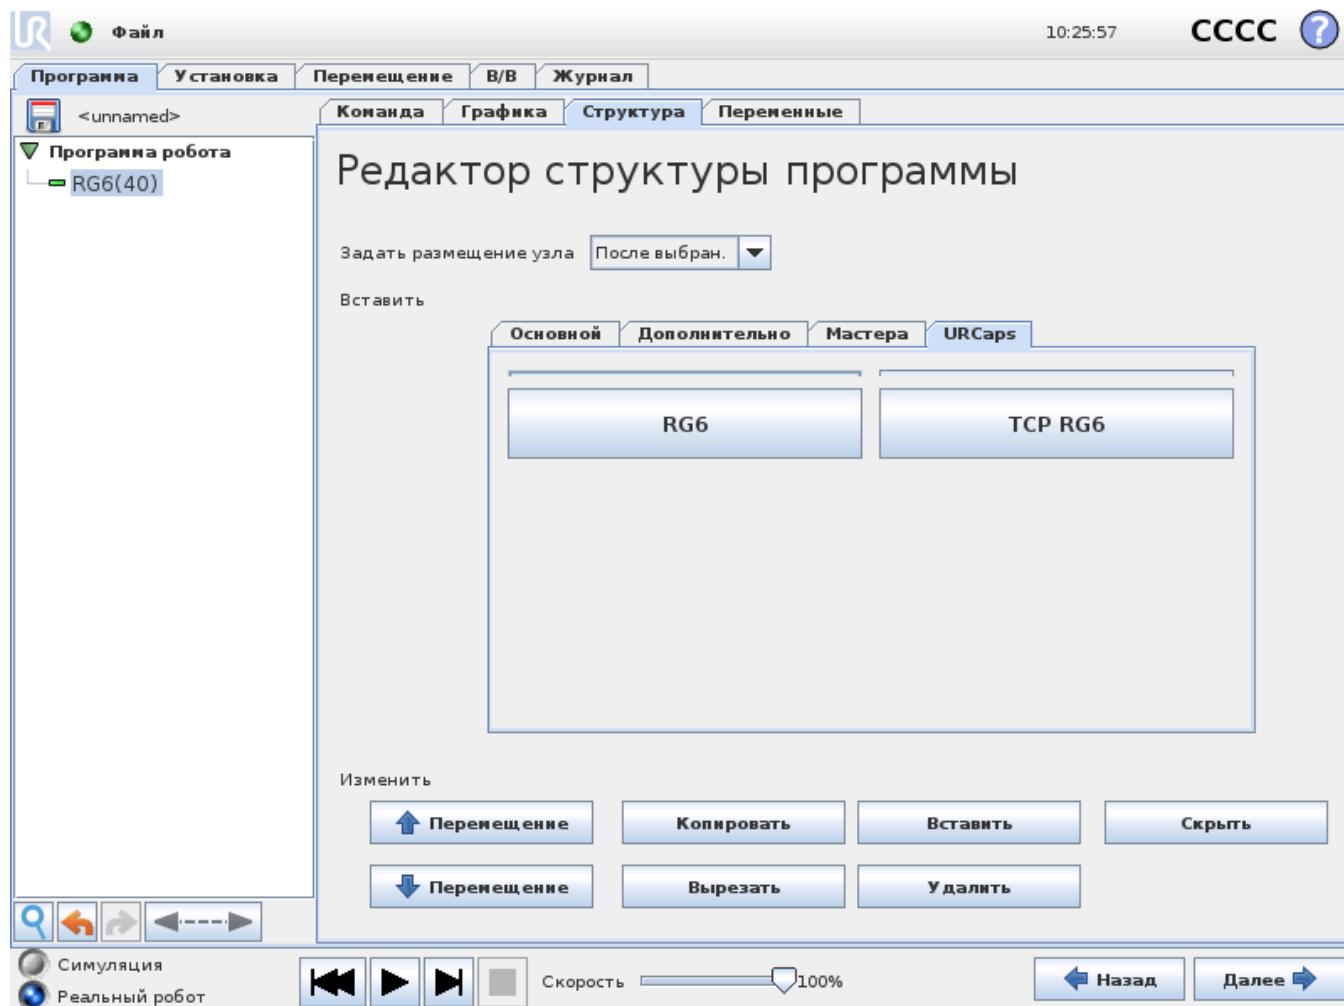 Файл 10:25:57 CCCC ?
Программа Установка Перемещение В/В Журнал
<unnamed> Команда Графика Структура Переменные
Программа робота
RG6(40)
Редактор структуры программы
Задать размещение узла После выбран.
Вставить
Основной Дополнительно Мастера URCaps
RG6 TCP RG6
Изменить
Перемещение Копировать Вставить Скрыть
Перемещение Вырезать Удалить
Симуляция
Скорость 100% Назад Далее
Реальный робот